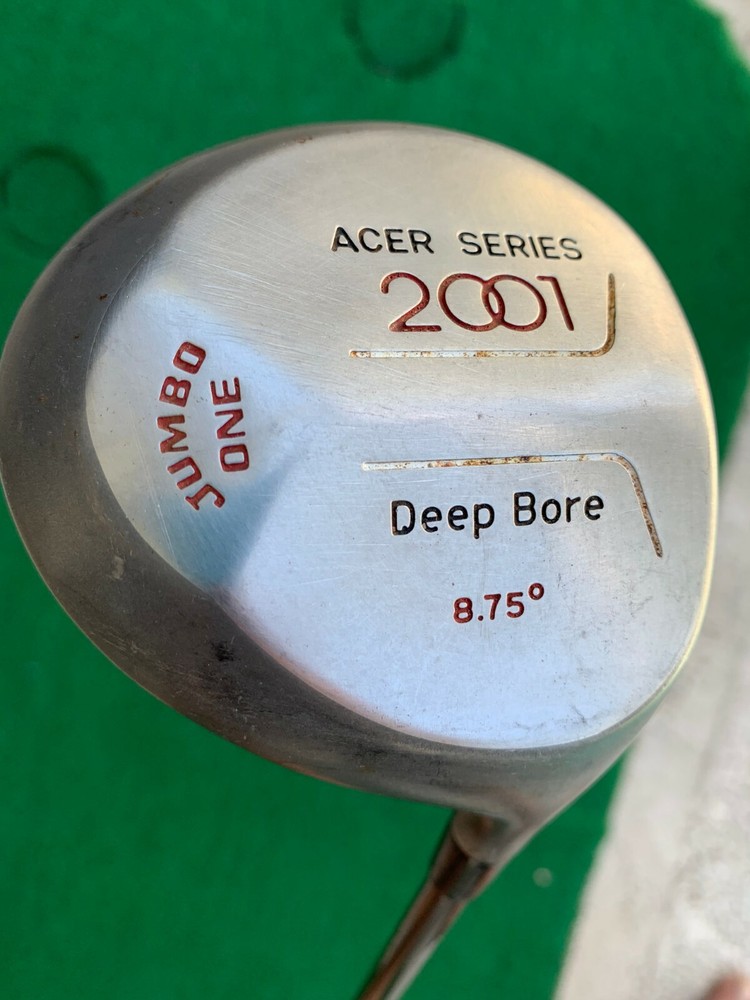 ACER SERIES
2001
JUMBO
ONE
Deep Bore
8.75°